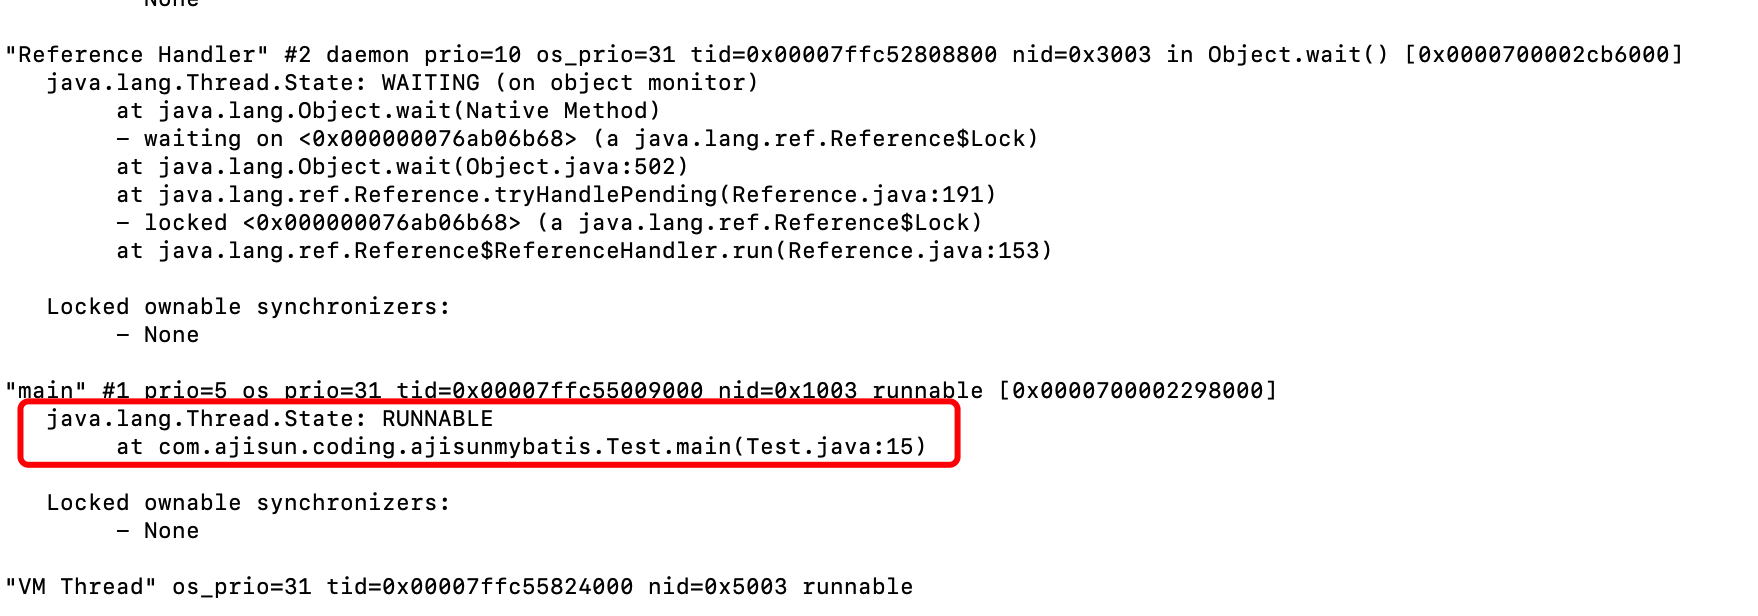 None
"Reference Handler" #2 daemon prio=10 os_prio=31 tid=0x00007ffc52808800 nid=0x3003 in Object.wait() [0x0000700002cb6000]
java.lang.Thread.State: WAITING (on object monitor)
at java.lang.Object.wait(Native Method)
– waiting on <0x000000076ab06b68> (a java.lang.ref.Reference$Lock)
at java.lang.Object.wait(Object.java:502)
at java.lang.ref.Reference.tryHandlePending(Reference.java:191)
– locked <0x000000076ab06b68> (a java.lang.ref.Reference$Lock)
at java.lang.ref.Reference$ReferenceHandler.run(Reference.java:153)
Locked ownable synchronizers:
– None
"main" #1 prio=5 os_prio=31 tid=0x00007ffc55009000 nid=0x1003 runnable [0x0000700002298000]
java.lang.Thread.State: RUNNABLE
at com.ajisun.coding.ajisunmybatis.Test.main(Test.java:15)
Locked ownable synchronizers:
– None
"VM Thread" os_prio=31 tid=0x00007ffc55824000 nid=0x5003 runnable